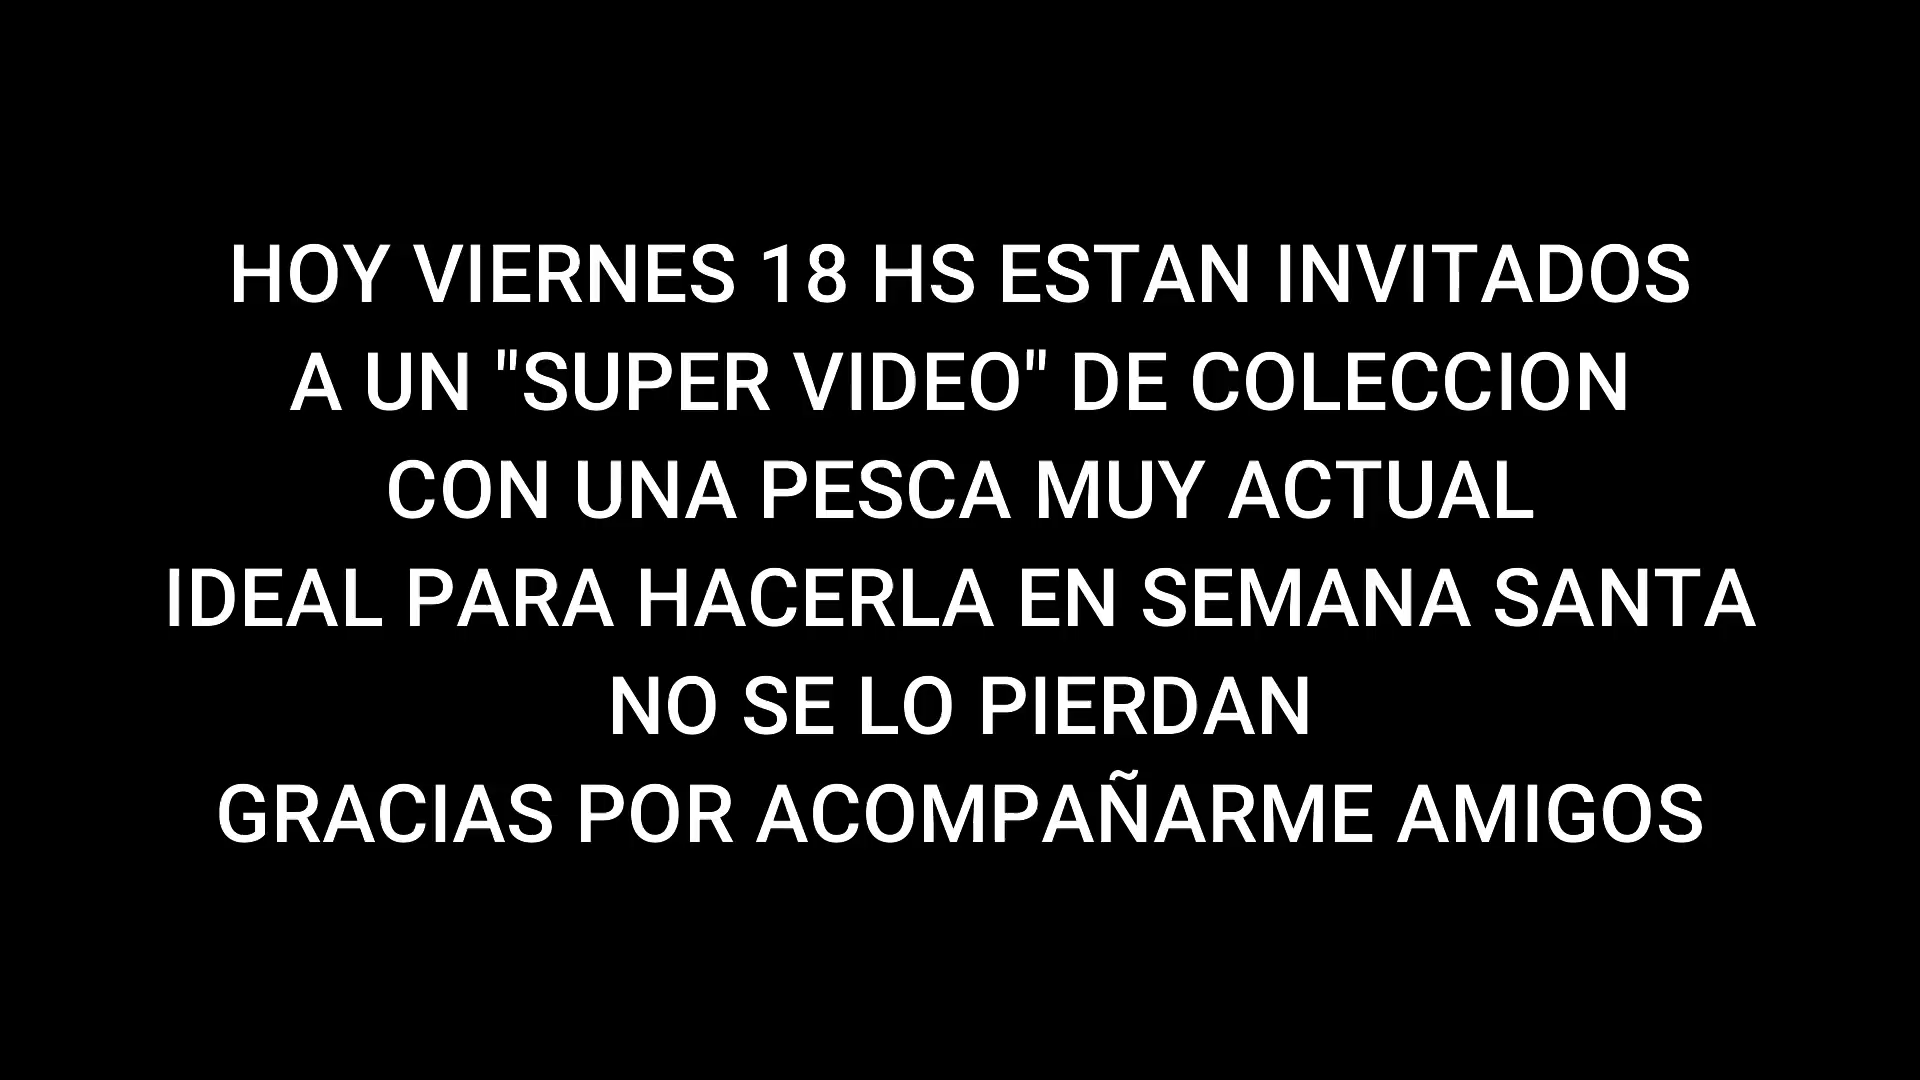 HOY VIERNES 18 HS ESTAN INVITADOS
A UN "SUPER VIDEO" DE COLECCION
CON UNA PESCA MUY ACTUAL
IDEAL PARA HACERLA EN SEMANA SANTA
NO SE LO PIERDAN
GRACIAS POR ACOMPAÑARME AMIGOS